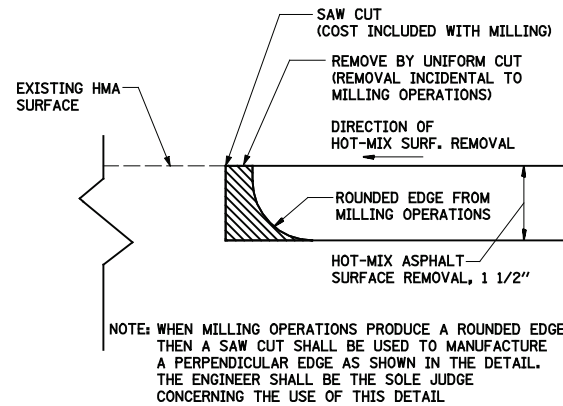 SAW CUT
(COST INCLUDED WITH MILLING)
REMOVE BY UNIFORM CUT
(REMOVAL INCIDENTAL TO
MILLING OPERATIONS)
EXISTING HMA
SURFACE
DIRECTION OF
HOT-MIX SURF. REMOVAL
ROUNDED EDGE FROM
MILLING OPERATIONS
HOT-MIX ASPHALT
SURFACE REMOVAL, 1 1/2"
NOTE: WHEN MILLING OPERATIONS PRODUCE A ROUNDED EDGE
THEN A SAW CUT SHALL BE USED TO MANUFACTURE
A PERPENDICULAR EDGE AS SHOWN IN THE DETAIL.
THE ENGINEER SHALL BE THE SOLE JUDGE
CONCERNING THE USE OF THIS DETAIL